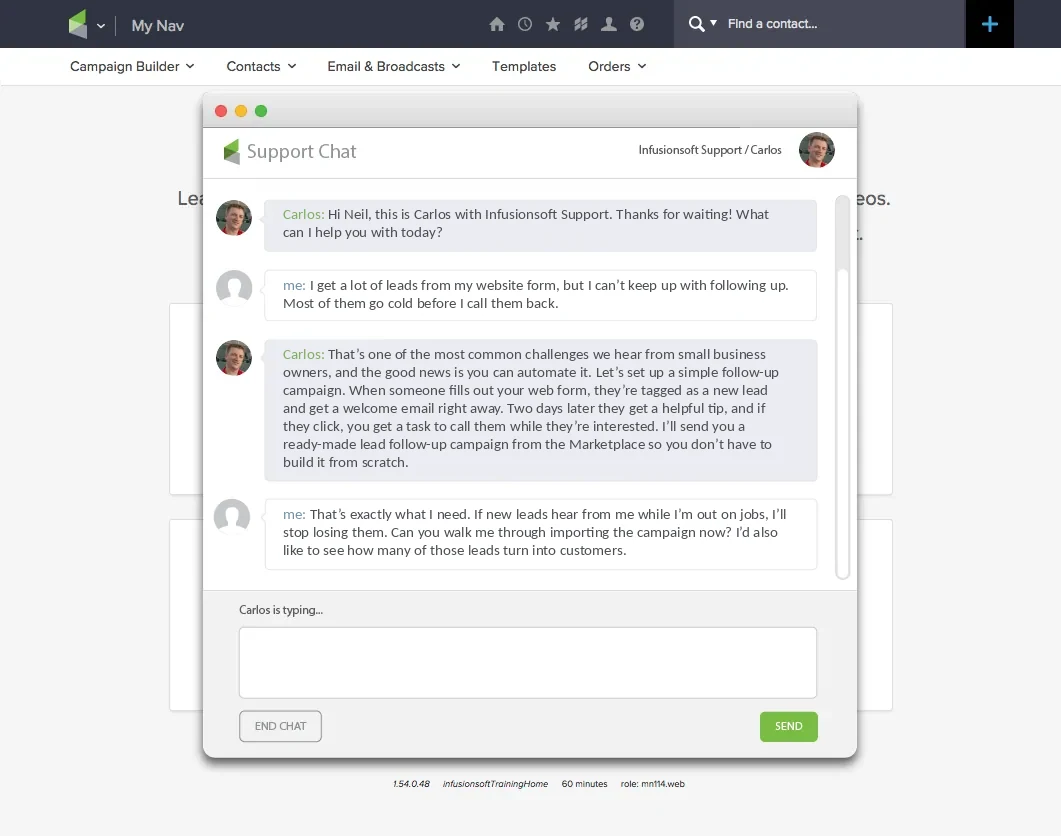 My Nav
Find a contact...
Campaign Builder
Contacts
Email & Broadcasts
Templates
Orders
Support Chat
Infusionsoft Support / Carlos
Lea
eos.
Carlos: Hi Neil, this is Carlos with Infusionsoft Support. Thanks for waiting! What
can I help you with today?
me: I get a lot of leads from my website form, but I can’t keep up with following up.
Most of them go cold before I call them back.
Carlos: That’s one of the most common challenges we hear from small business
owners, and the good news is you can automate it. Let’s set up a simple follow-up
campaign. When someone fills out your web form, they’re tagged as a new lead
and get a welcome email right away. Two days later they get a helpful tip, and if
they click, you get a task to call them while they’re interested. I’ll send you a
ready-made lead follow-up campaign from the Marketplace so you don’t have to
build it from scratch.
me: That’s exactly what I need. If new leads hear from me while I’m out on jobs, I’ll
stop losing them. Can you walk me through importing the campaign now? I’d also
like to see how many of those leads turn into customers.
Carlos is typing...
END CHAT
SEND
1.54.0.48 infusionsoftTrainingHome 60 minutes role: mn114.web